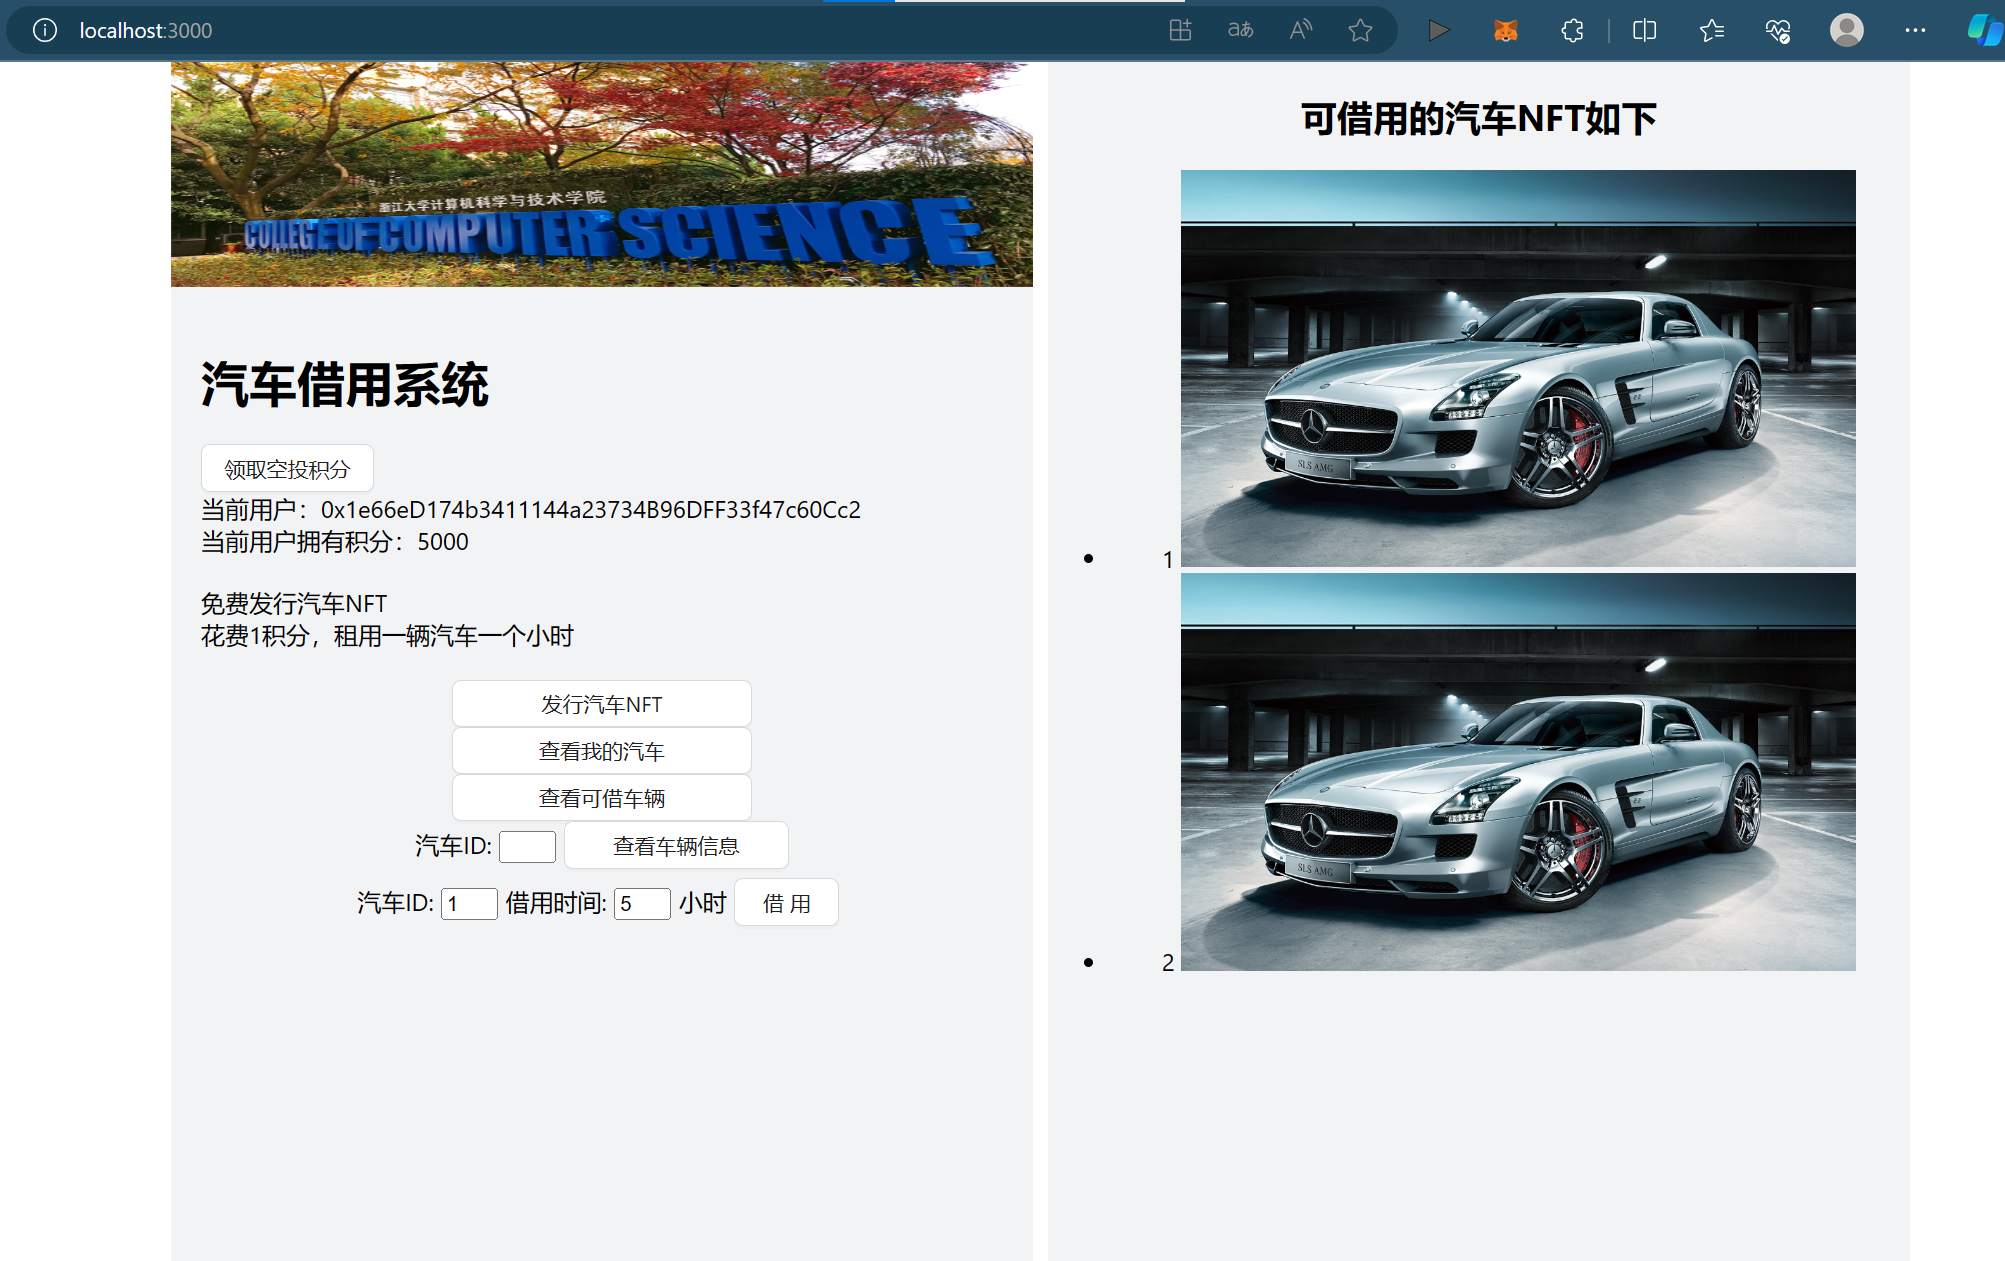 localhost:3000
浙江大学计算机科学与技术学院
COLLEGE OF COMPUTER SCIENCE
汽车借用系统
领取空投积分
当前用户：0x1e66eD174b3411144a23734B96DFF33f47c60Cc2
当前用户拥有积分：5000
免费发行汽车NFT
花费1积分，租用一辆汽车一个小时
发行汽车NFT
查看我的汽车
查看可借车辆
汽车ID: 查看车辆信息
汽车ID: 1 借用时间: 5 小时 借 用
可借用的汽车NFT如下
SLS AMG
1
SLS AMG
2